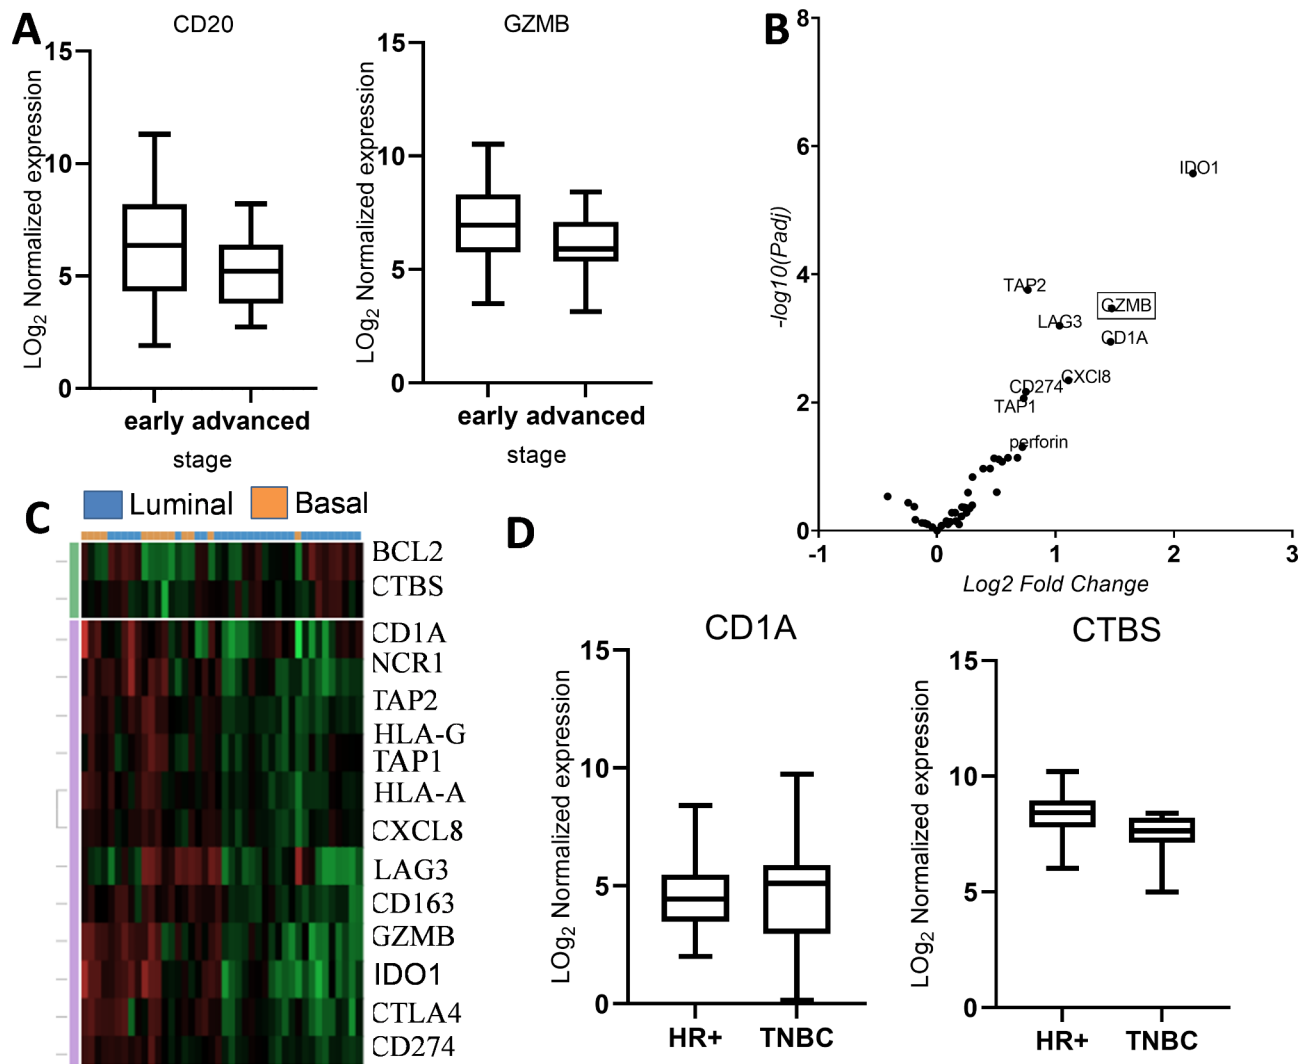 A
CD20
15
10
5
0
LOg2 Normalized expression
early advanced
stage
GZMB
15
10
5
0
LOg2 Normalized expression
early advanced
stage
B
8
6
4
2
0
-log10(Padj)
IDO1
TAP2
GZMB
LAG3
CD1A
CXCl8
CD274
TAP1
perforin
-1
0
1
2
3
Log2 Fold Change
C
Luminal
Basal
BCL2
CTBS
CD1A
NCR1
TAP2
HLA-G
TAP1
HLA-A
CXCL8
LAG3
CD163
GZMB
IDO1
CTLA4
CD274
D
CD1A
15
10
5
0
LOg2 Normalized expression
HR+
TNBC
CTBS
15
10
5
0
LOg2 Normalized expression
HR+
TNBC